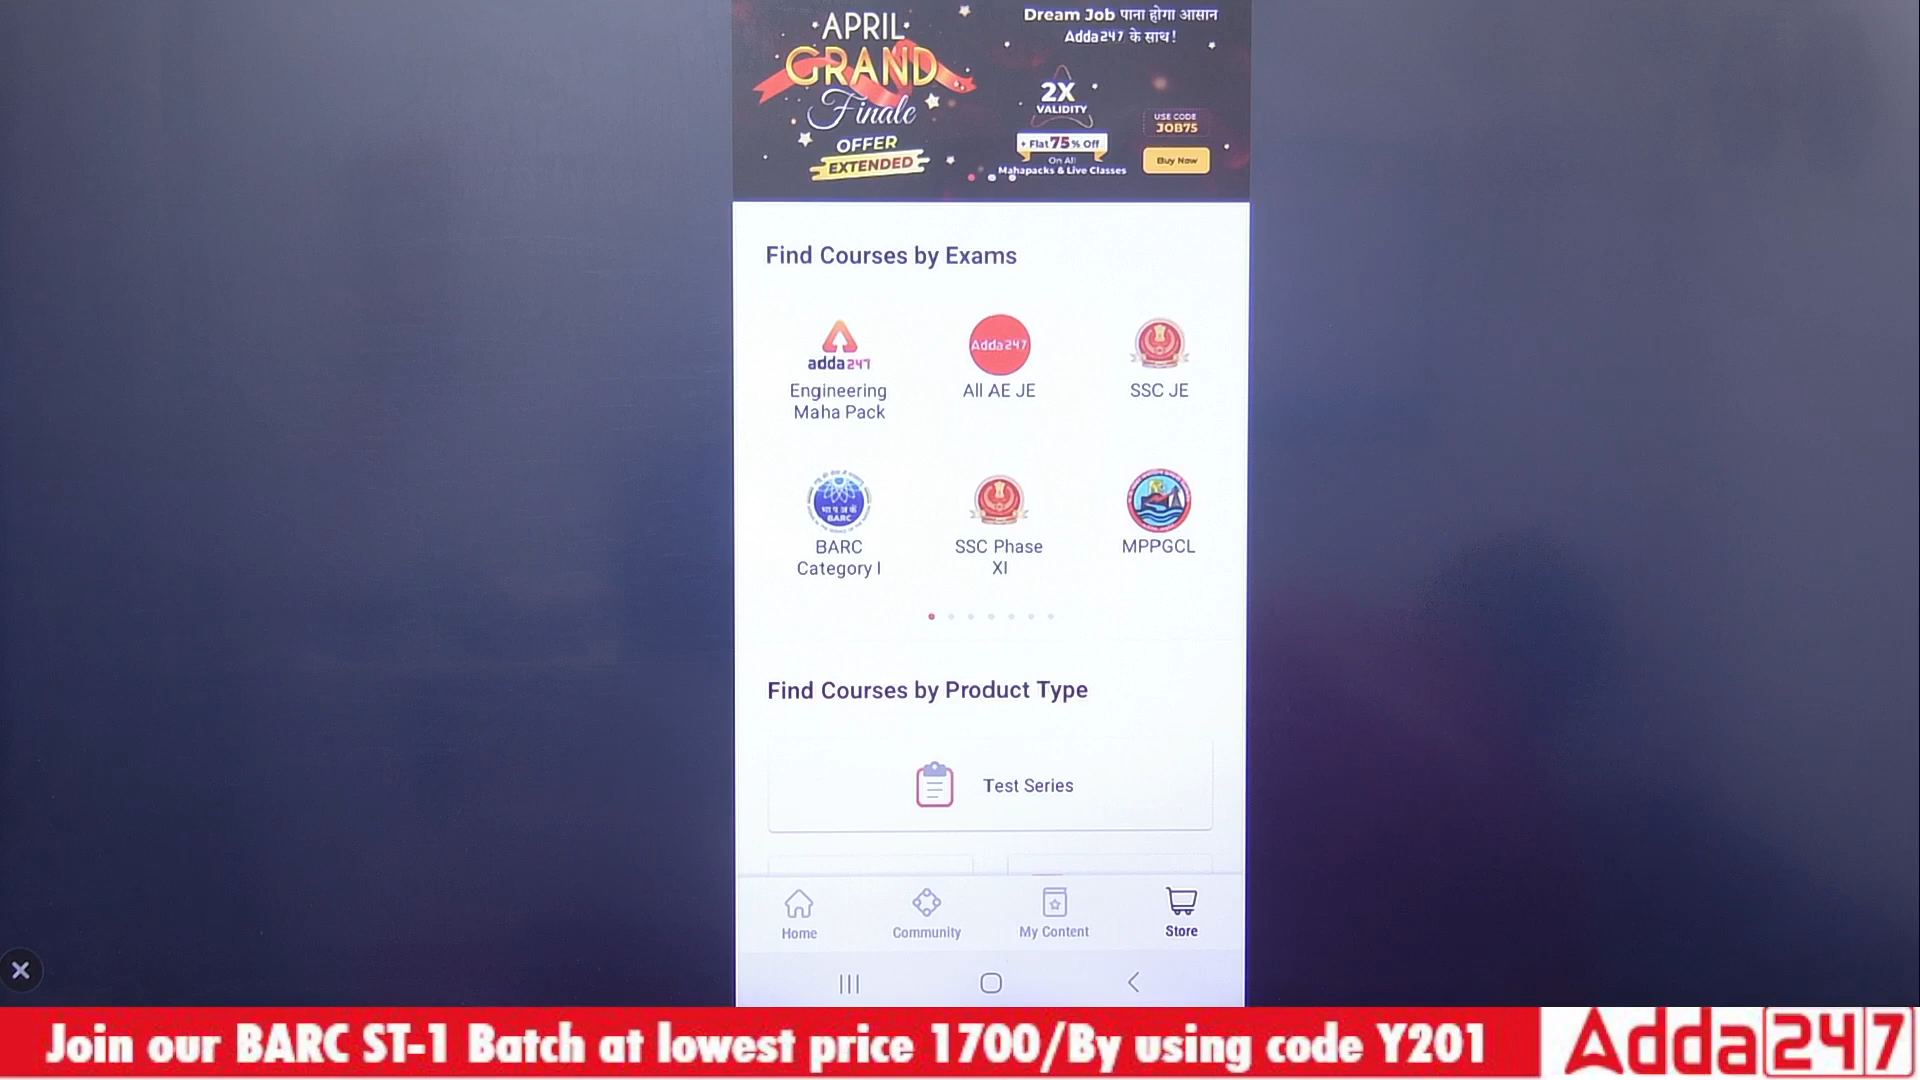 APRIL
GRAND
Finale
OFFER
EXTENDED
Dream Job पाना होगा आसान
Adda247 के साथ!
2X
VALIDITY
+ Flat 75% Off
On All
Mahapacks & Live Classes
USE CODE
JOB75
Buy Now
Find Courses by Exams
adda247
Engineering
Maha Pack
Adda247
All AE JE
SSC JE
BARC
BARC
Category I
SSC Phase
XI
MPPGCL
Find Courses by Product Type
Test Series
Home
Community
My Content
Store
Join our BARC ST-1 Batch at lowest price 1700/By using code Y201
Adda247